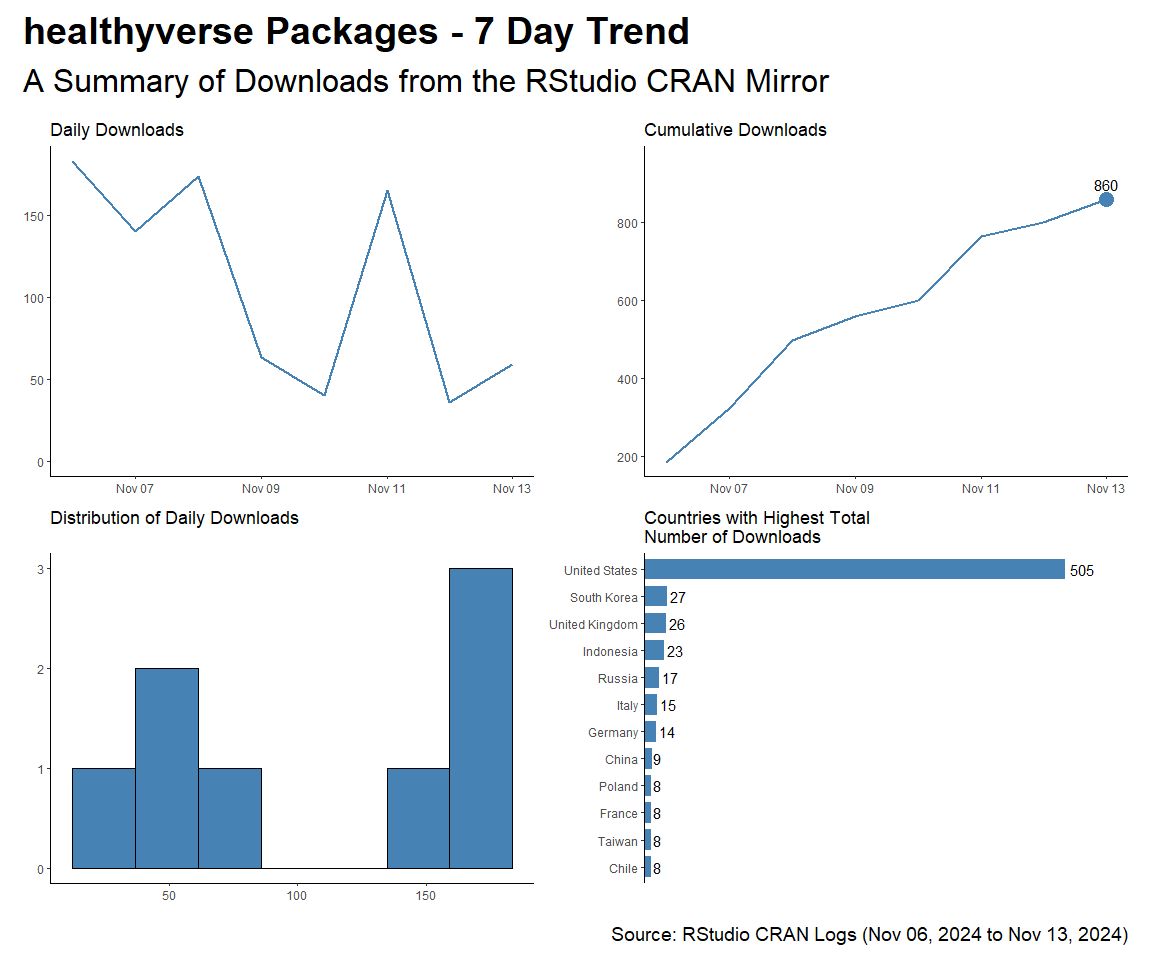 healthyverse Packages - 7 Day Trend
A Summary of Downloads from the RStudio CRAN Mirror
Daily Downloads
150
100
50
0
Nov 07
Nov 09
Nov 11
Nov 13
Cumulative Downloads
860
800
600
400
200
Nov 07
Nov 09
Nov 11
Nov 13
Distribution of Daily Downloads
3
2
1
0
50
100
150
Countries with Highest Total
Number of Downloads
United States 505
South Korea 27
United Kingdom 26
Indonesia 23
Russia 17
Italy 15
Germany 14
China 9
Poland 8
France 8
Taiwan 8
Chile 8
Source: RStudio CRAN Logs (Nov 06, 2024 to Nov 13, 2024)